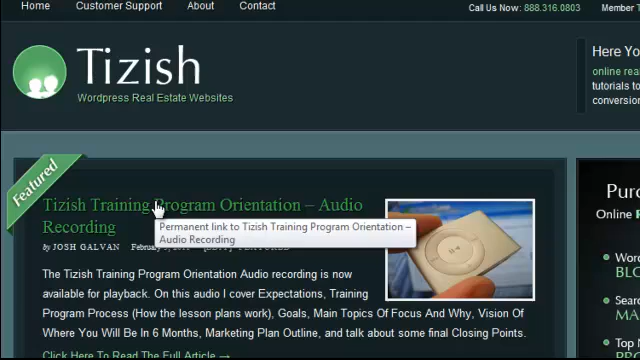 Home Customer Support About Contact
Call Us Now: 888.316.0803 Member
Tizish
Wordpress Real Estate Websites
Here Yo
online rea
tutorials to
conversion
Featured
Tizish Training Program Orientation – Audio
Recording
Permanent link to Tizish Training Program Orientation –
Audio Recording
by JOSH GALVAN
The Tizish Training Program Orientation Audio recording is now
available for playback. On this audio I cover Expectations, Training
Program Process (How the lesson plans work), Goals, Main Topics Of Focus And Why, Vision Of
Where You Will Be In 6 Months, Marketing Plan Outline, and talk about some final Closing Points.
Click Here To Read The Full Article →
Purc
Online R
Wor
BLO
Sear
MA
Top